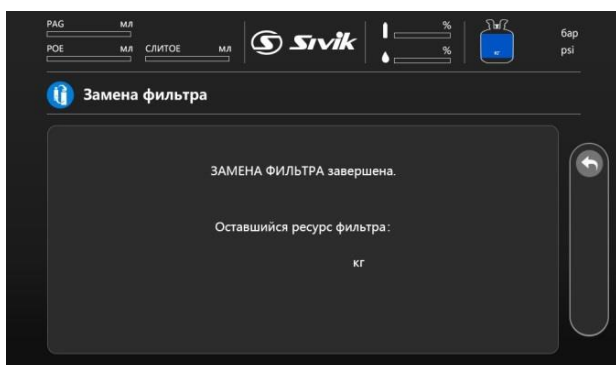 PAG мл
POE мл СЛИТОЕ мл
Sivik
%
%
кг
бар
psi
Замена фильтра
ЗАМЕНА ФИЛЬТРА завершена.
Оставшийся ресурс фильтра:
кг